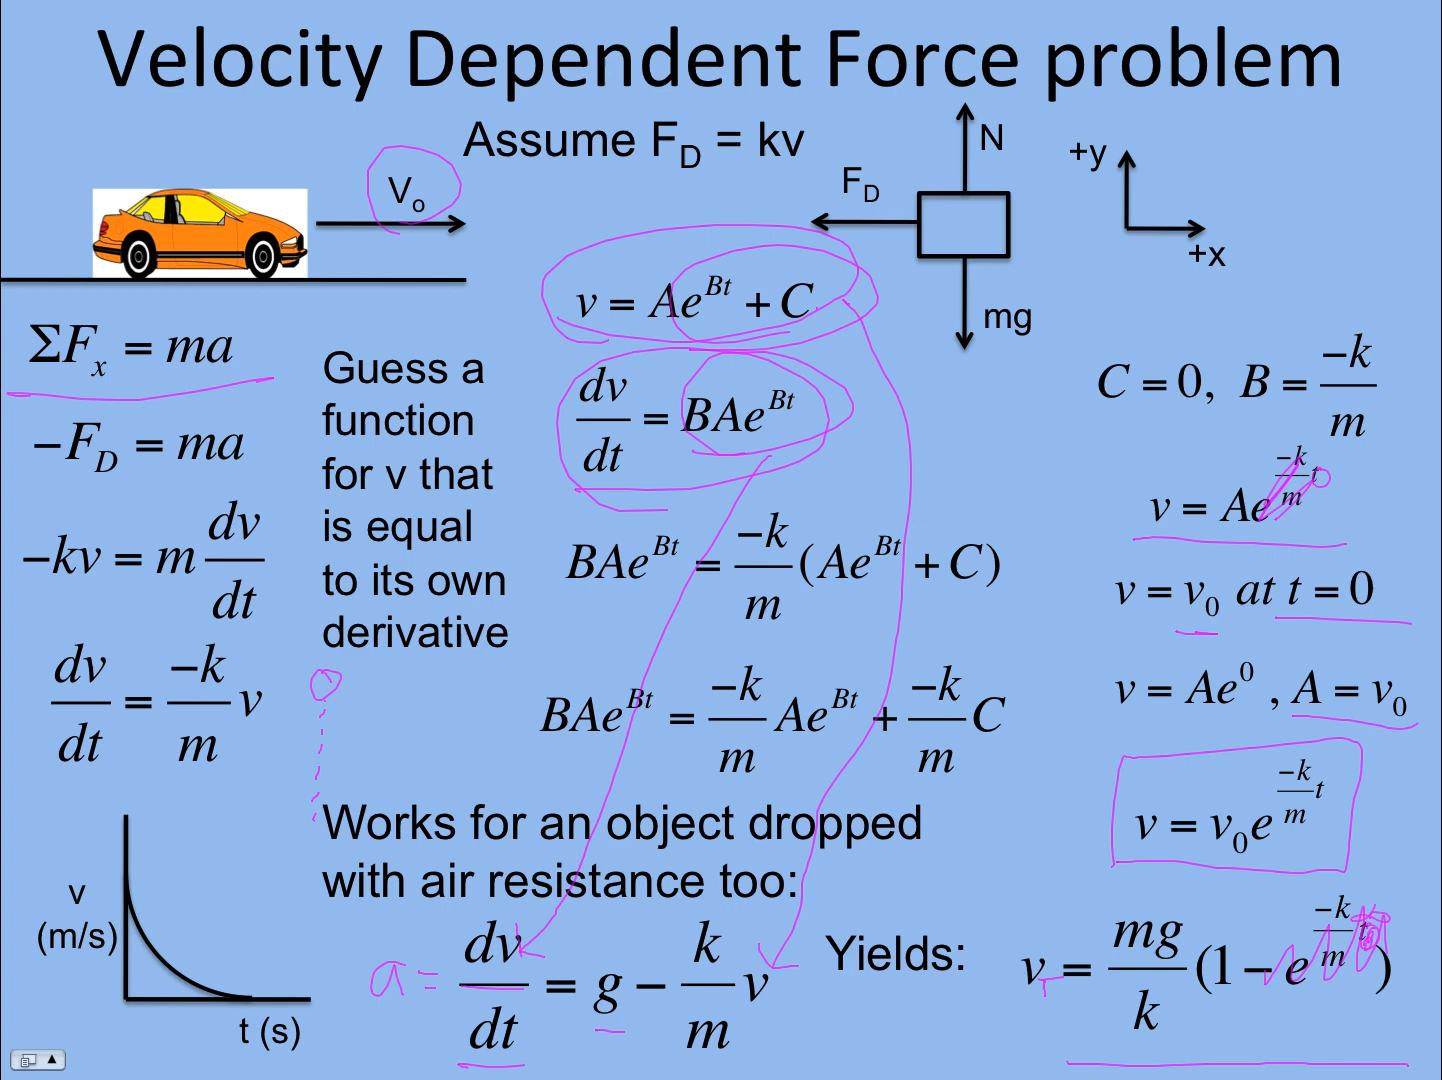 Velocity Dependent Force problem
Assume F_D = kv
V_o
F_D
N
mg
+y
+x
ΣF_x = ma
−F_D = ma
−kv = m dv/dt
dv/dt = −k/m v
v
(m/s)
t (s)
Guess a
function
for v that
is equal
to its own
derivative
v = Ae^{Bt} + C
dv/dt = BAe^{Bt}
BAe^{Bt} = −k/m (Ae^{Bt} + C)
BAe^{Bt} = −k/m Ae^{Bt} + −k/m C
Works for an object dropped
with air resistance too:
a = dv/dt = g − k/m v
C = 0, B = −k/m
v = Ae^{−k/m t}
v = v_0 at t = 0
v = Ae^0 , A = v_0
v = v_0 e^{−k/m t}
Yields:
v_T = mg/k (1 − e^{−k/m t})